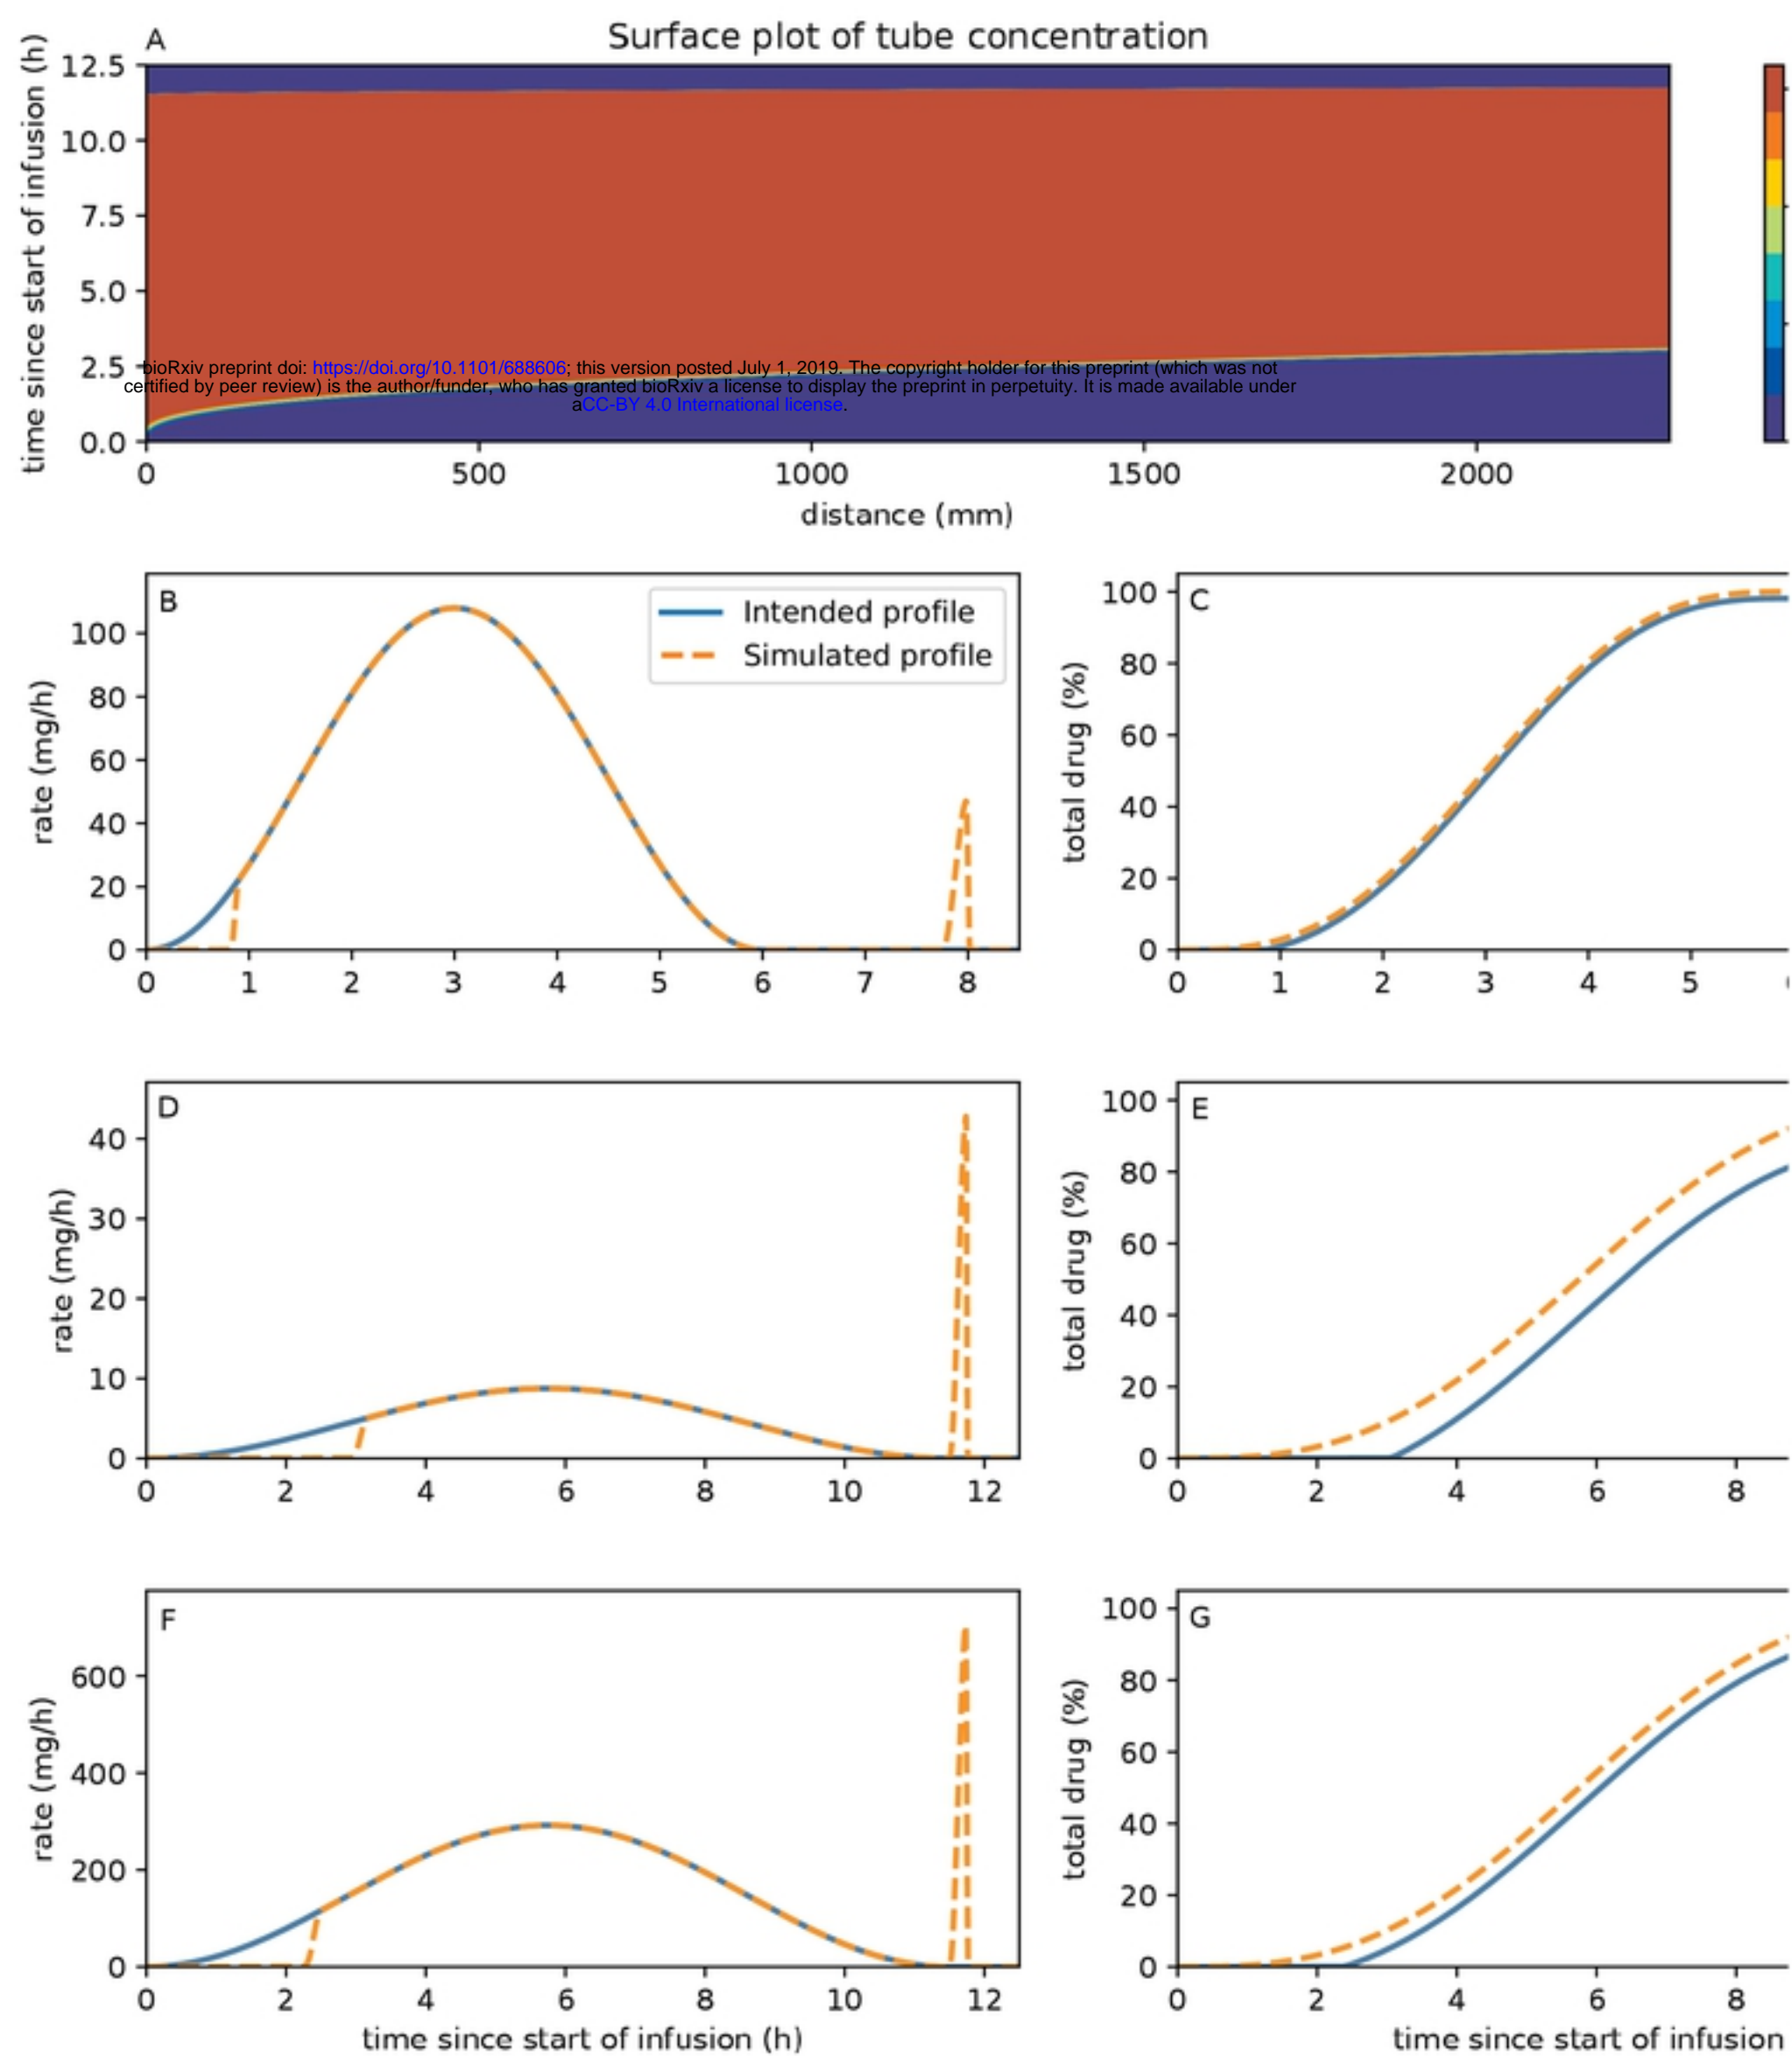 A
Surface plot of tube concentration
time since start of infusion (h)
12.5
10.0
7.5
5.0
2.5
0.0
bioRxiv preprint doi: https://doi.org/10.1101/688606; this version posted July 1, 2019. The copyright holder for this preprint (which was not
certified by peer review) is the author/funder, who has granted bioRxiv a license to display the preprint in perpetuity. It is made available under
aCC-BY 4.0 International license.
0 500 1000 1500 2000
distance (mm)
B
Intended profile
Simulated profile
rate (mg/h)
100
80
60
40
20
0
0 1 2 3 4 5 6 7 8
C
total drug (%)
100
80
60
40
20
0
0 1 2 3 4 5
D
rate (mg/h)
40
30
20
10
0
0 2 4 6 8 10 12
E
total drug (%)
100
80
60
40
20
0
0 2 4 6 8
F
rate (mg/h)
600
400
200
0
0 2 4 6 8 10 12
time since start of infusion (h)
G
total drug (%)
100
80
60
40
20
0
0 2 4 6 8
time since start of infusion